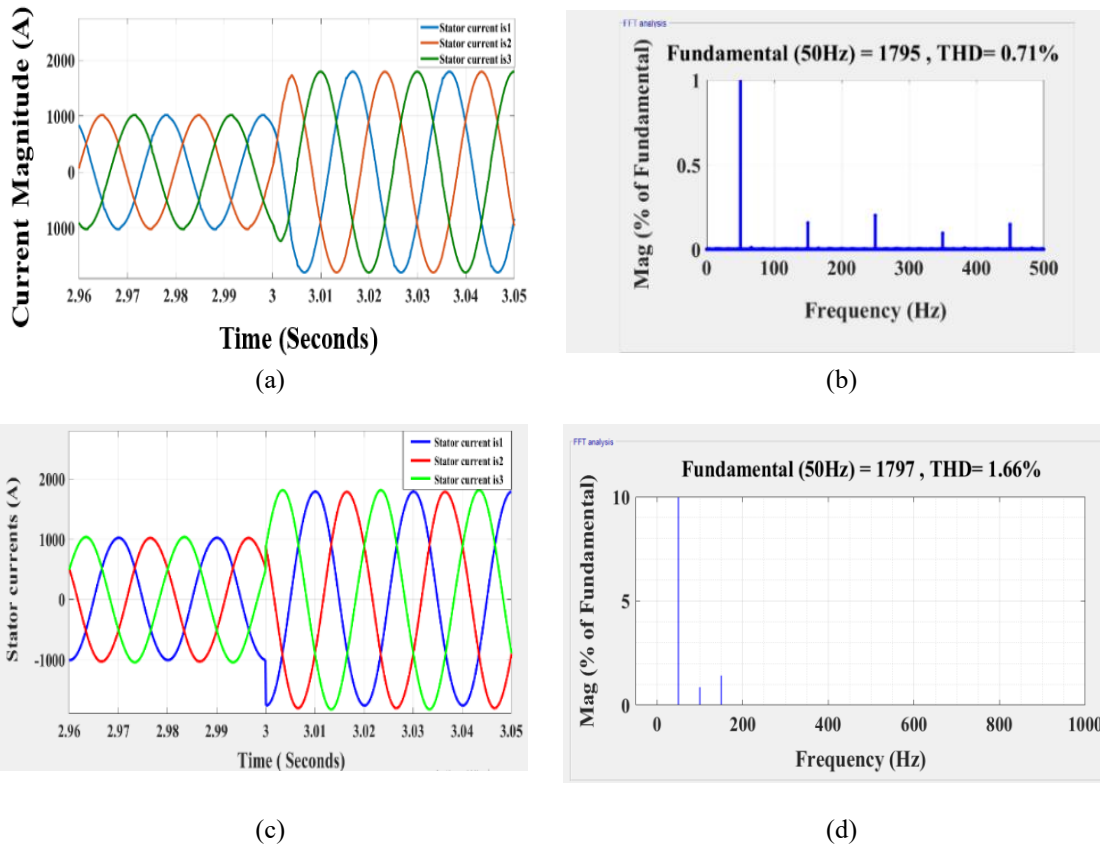 Stator current is1
Stator current is2
Stator current is3
Current Magnitude (A)
2000
1000
0
1000
2.96 2.97 2.98 2.99 3 3.01 3.02 3.03 3.04 3.05
Time (Seconds)
(a)
FFT analysis
Fundamental (50Hz) = 1795 , THD= 0.71%
Mag (% of Fundamental)
1
0.5
0
0 100 200 300 400 500
Frequency (Hz)
(b)
Stator current is1
Stator current is2
Stator current is3
Stator currents (A)
2000
1000
0
-1000
2.96 2.97 2.98 2.99 3 3.01 3.02 3.03 3.04 3.05
Time ( Seconds)
(c)
FFT analysis
Fundamental (50Hz) = 1797 , THD= 1.66%
Mag (% of Fundamental)
10
5
0
0 200 400 600 800 1000
Frequency (Hz)
(d)